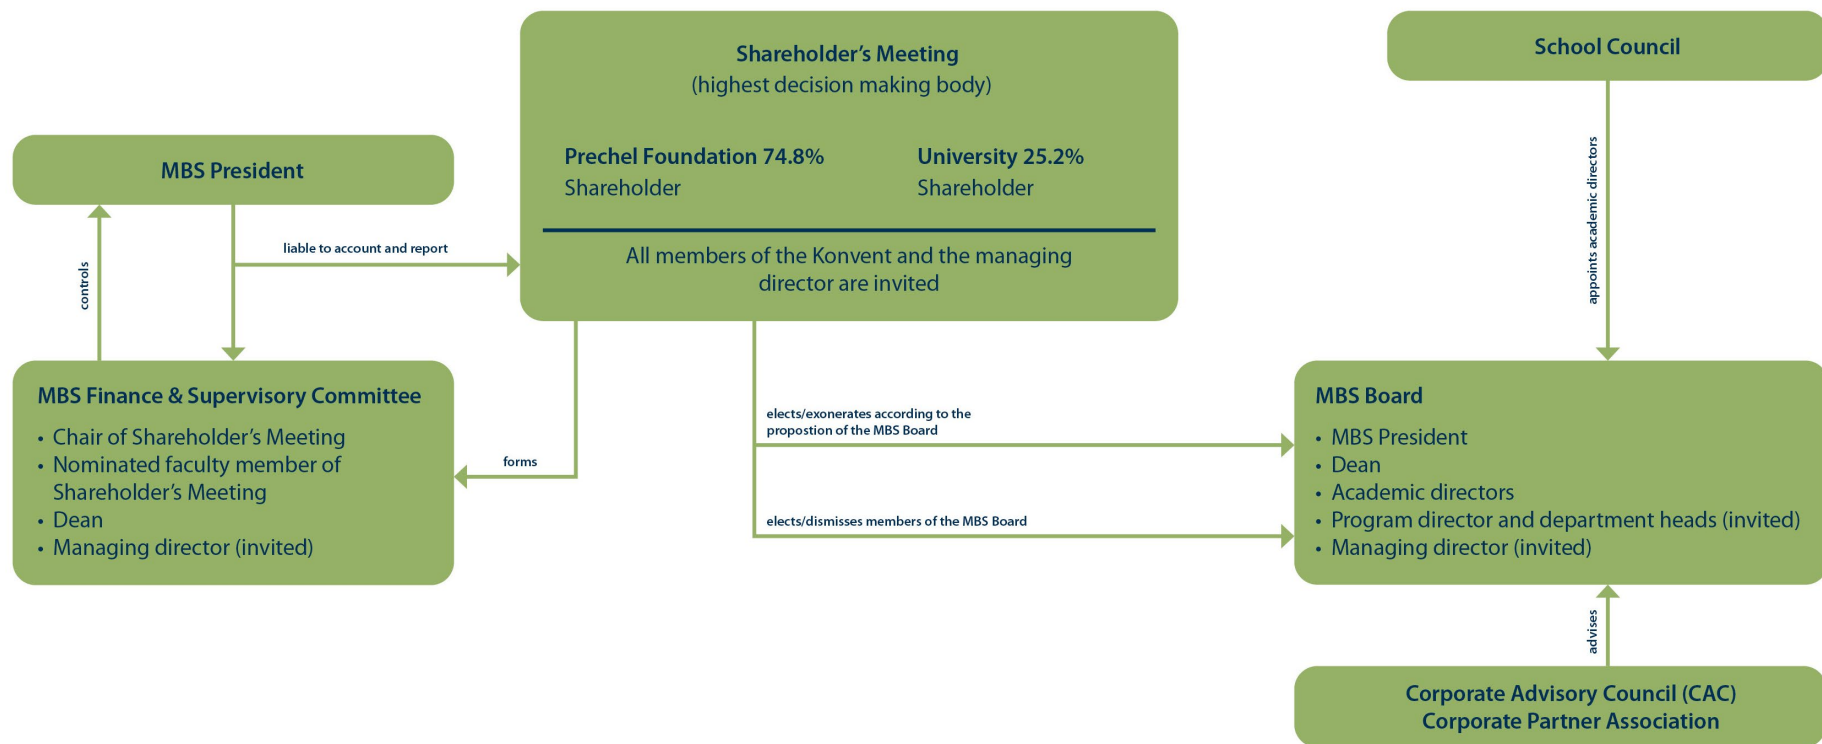 Shareholder’s Meeting
(highest decision making body)
Prechel Foundation 74.8%
Shareholder
University 25.2%
Shareholder
All members of the Konvent and the managing
director are invited
School Council
MBS President
liable to account and report
controls
appoints academic directors
MBS Finance & Supervisory Committee
• Chair of Shareholder’s Meeting
• Nominated faculty member of
Shareholder’s Meeting
• Dean
• Managing director (invited)
forms
elects/exonerates according to the
propostion of the MBS Board
elects/dismisses members of the MBS Board
MBS Board
• MBS President
• Dean
• Academic directors
• Program director and department heads (invited)
• Managing director (invited)
advises
Corporate Advisory Council (CAC)
Corporate Partner Association